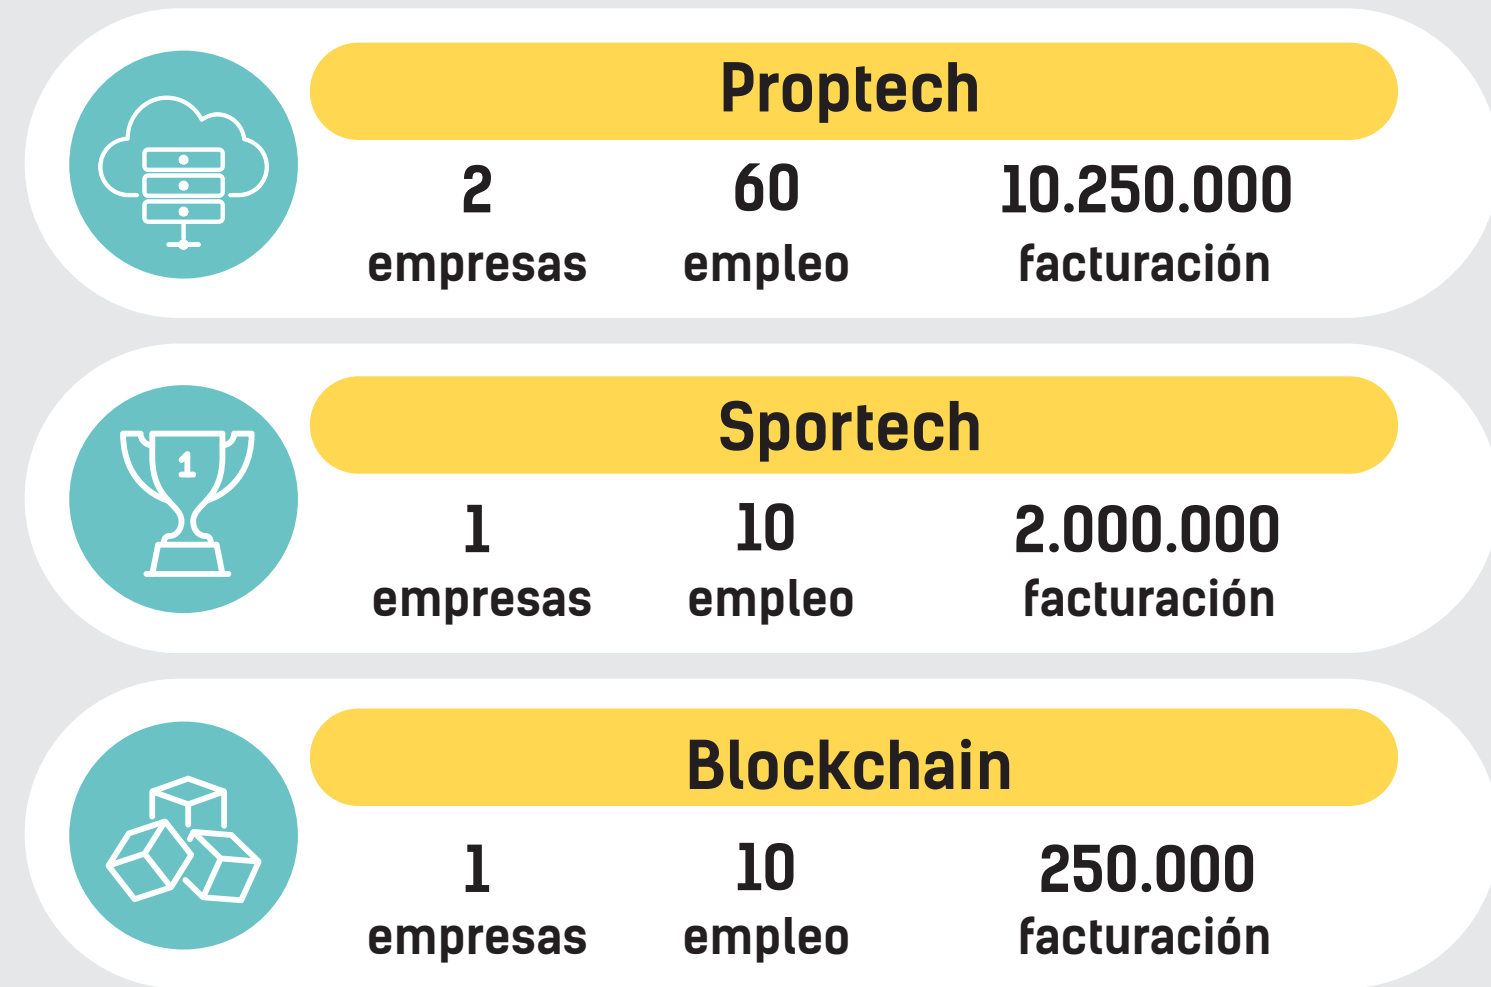 Proptech
2 60 10.250.000
empresas empleo facturación
Sportech
1
1 10 2.000.000
empresas empleo facturación
Blockchain
1 10 250.000
empresas empleo facturación